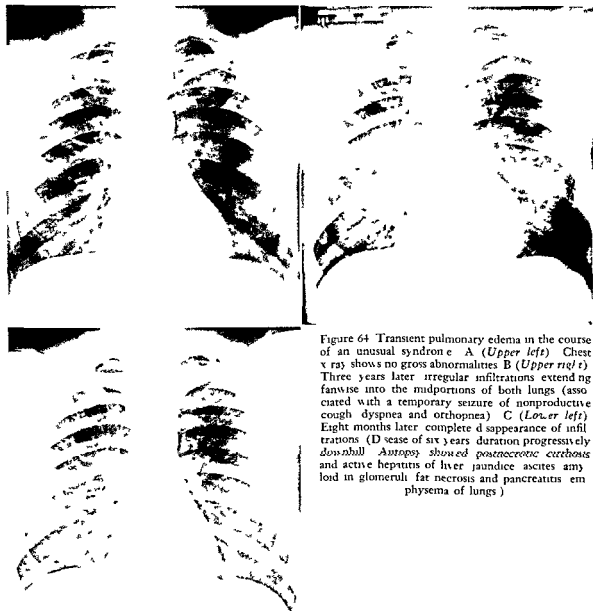 Figure 64 Transient pulmonary edema in the course
of an unusual syndrome A (Upper left) Chest
x ray shows no gross abnormalities B (Upper right)
Three years later irregular infiltrations extending
fanwise into the midportions of both lungs (asso
ciated with a temporary seizure of nonproductive
cough dyspnea and orthopnea) C (Lower left)
Eight months later complete disappearance of infil
trations (Disease of six years duration progressively
downhill Autopsy showed postnecrotic cirrhosis
and active hepatitis of liver jaundice ascites amy
loid in glomeruli fat necrosis and pancreatitis em
physema of lungs)